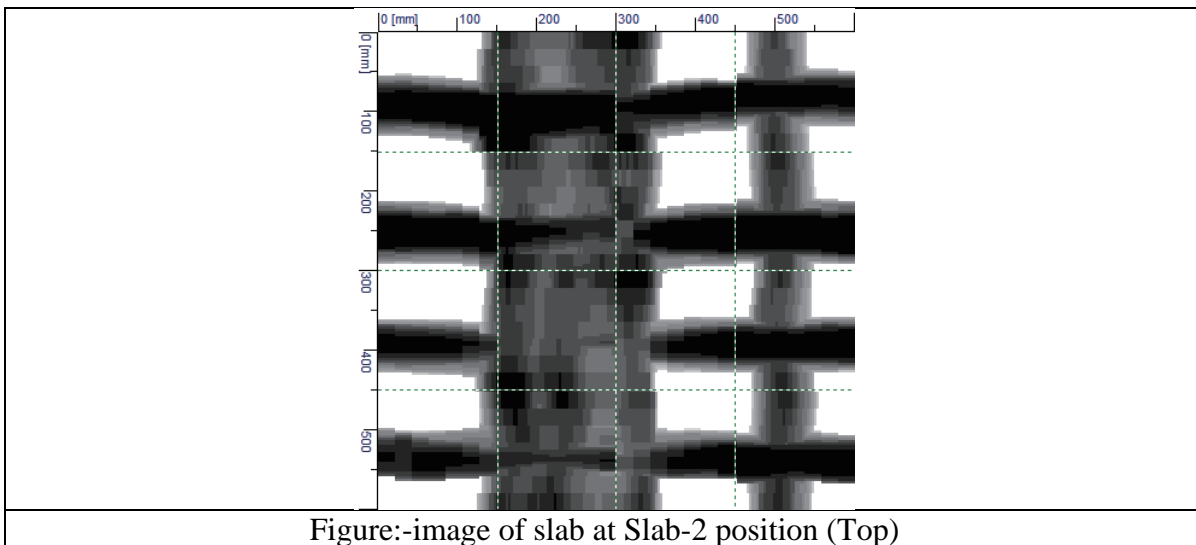 0 [mm] 100 200 300 400 500
0 [mm]
100
200
300
400
500
Figure:-image of slab at Slab-2 position (Top)